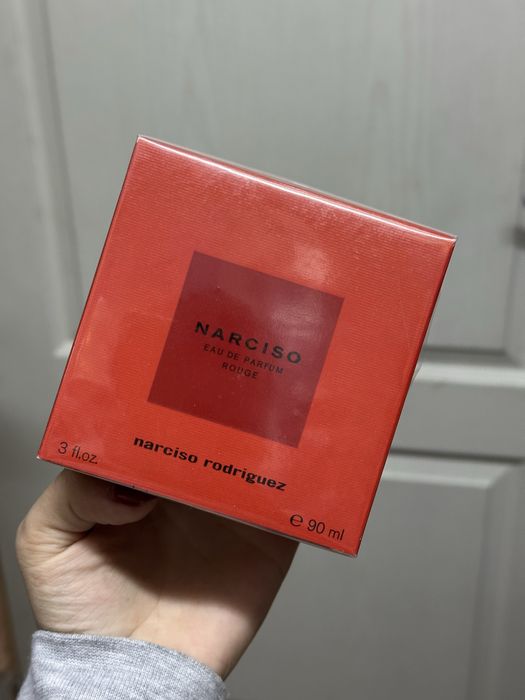 NARCISO
EAU DE PARFUM
ROUGE
narciso rodriguez
3 fl.oz.
℮ 90 ml